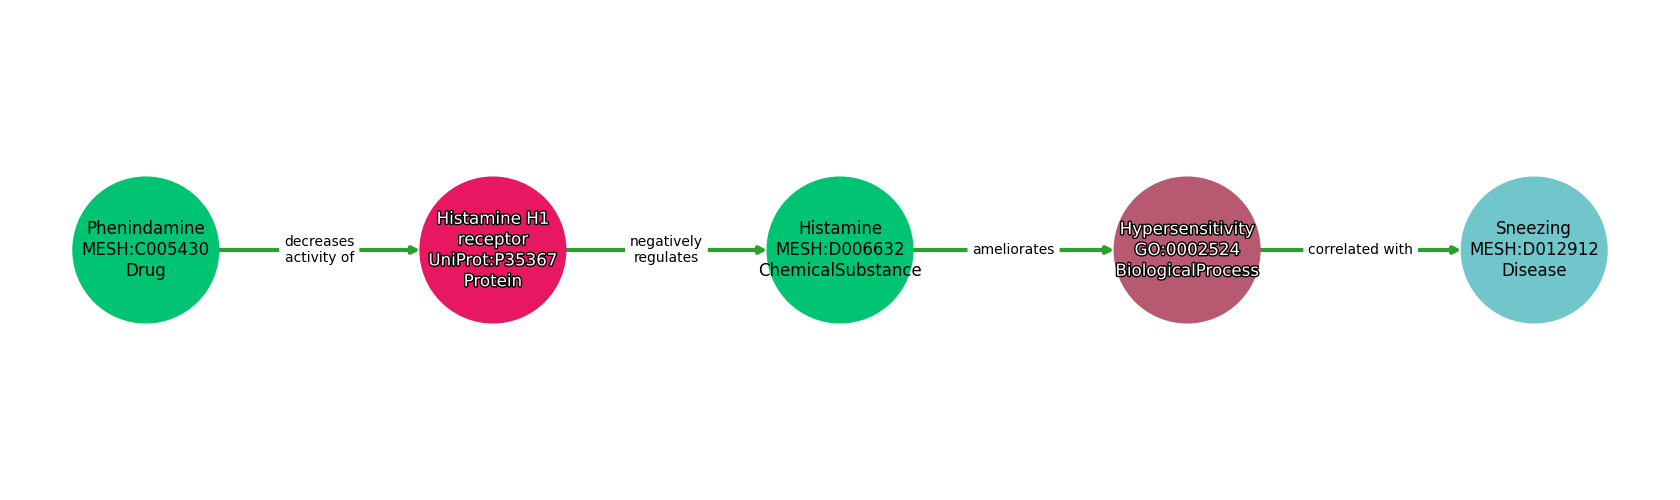 Phenindamine
MESH:C005430
Drug
decreases
activity of
Histamine H1
receptor
UniProt:P35367
Protein
negatively
regulates
Histamine
MESH:D006632
ChemicalSubstance
ameliorates
Hypersensitivity
GO:0002524
BiologicalProcess
correlated with
Sneezing
MESH:D012912
Disease